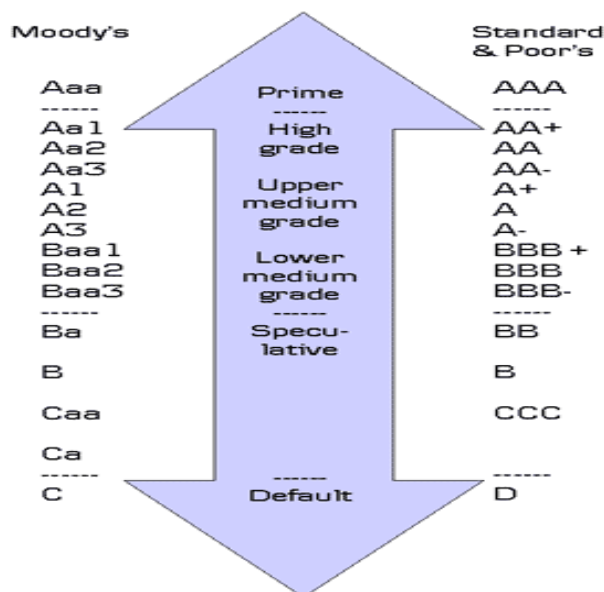 Moody's
Standard
& Poor's
Aaa Prime AAA
------ ------ ------
Aa1 High AA+
Aa2 grade AA
Aa3 AA-
A1 Upper A+
A2 medium A
A3 grade A-
Baa1 Lower BBB +
Baa2 medium BBB
Baa3 grade BBB-
------ ------ ------
Ba Specu- BB
lative
B B
Caa CCC
Ca
------ ------ ------
C Default D